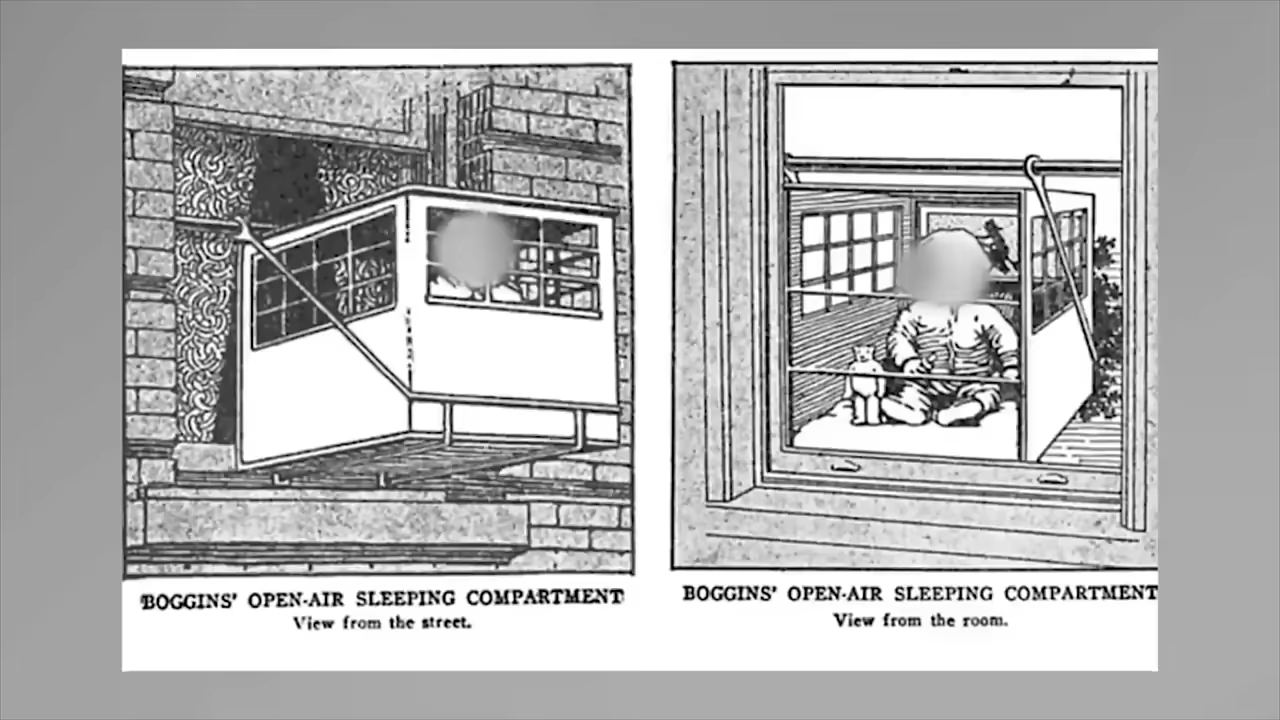 BOGGINS' OPEN-AIR SLEEPING COMPARTMENT
View from the street.
BOGGINS' OPEN-AIR SLEEPING COMPARTMENT
View from the room.